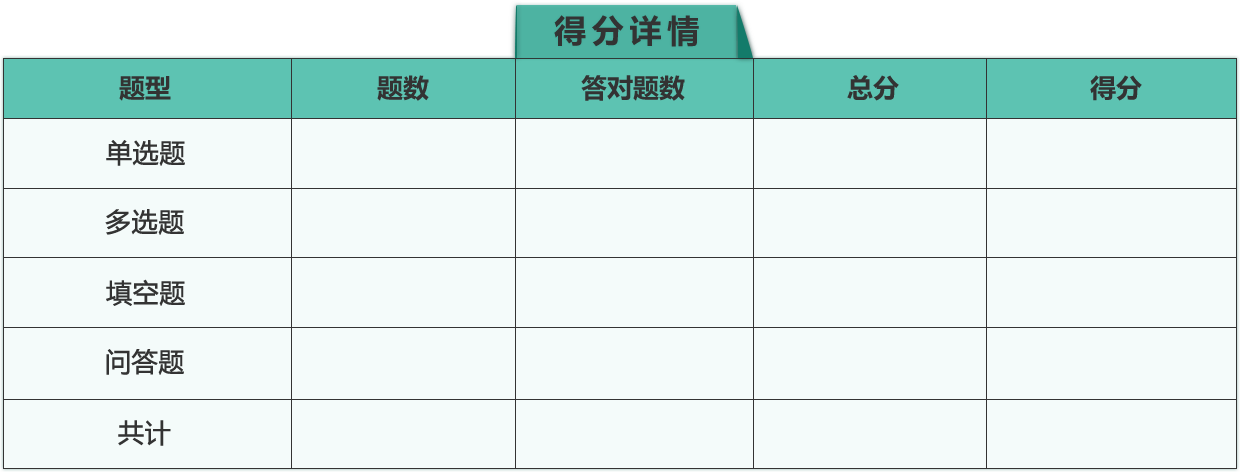 得分详情
题型 题数 答对题数 总分 得分
单选题
多选题
填空题
问答题
共计